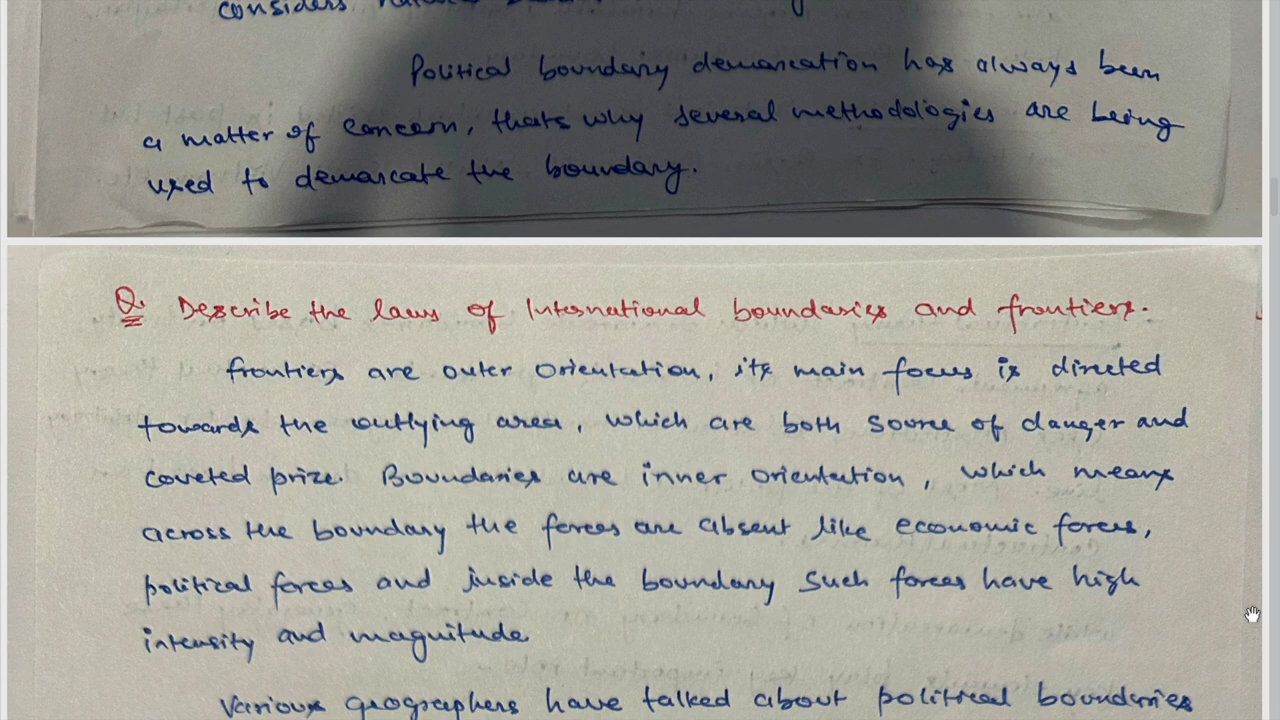 considers
Political boundary demarcation has always been
a matter of concern, thats why several methodologies are being
used to demarcate the boundary.
Q. Describe the laws of International boundaries and frontiers.
frontiers are outer orientation, its main focus is directed
towards the outlying area, which are both source of danger and
coveted prize. Boundaries are inner orientation, which means
across the boundary the forces are absent like economic forces,
political forces and inside the boundary such forces have high
intensity and magnitude
Various geographers have talked about political boundaries